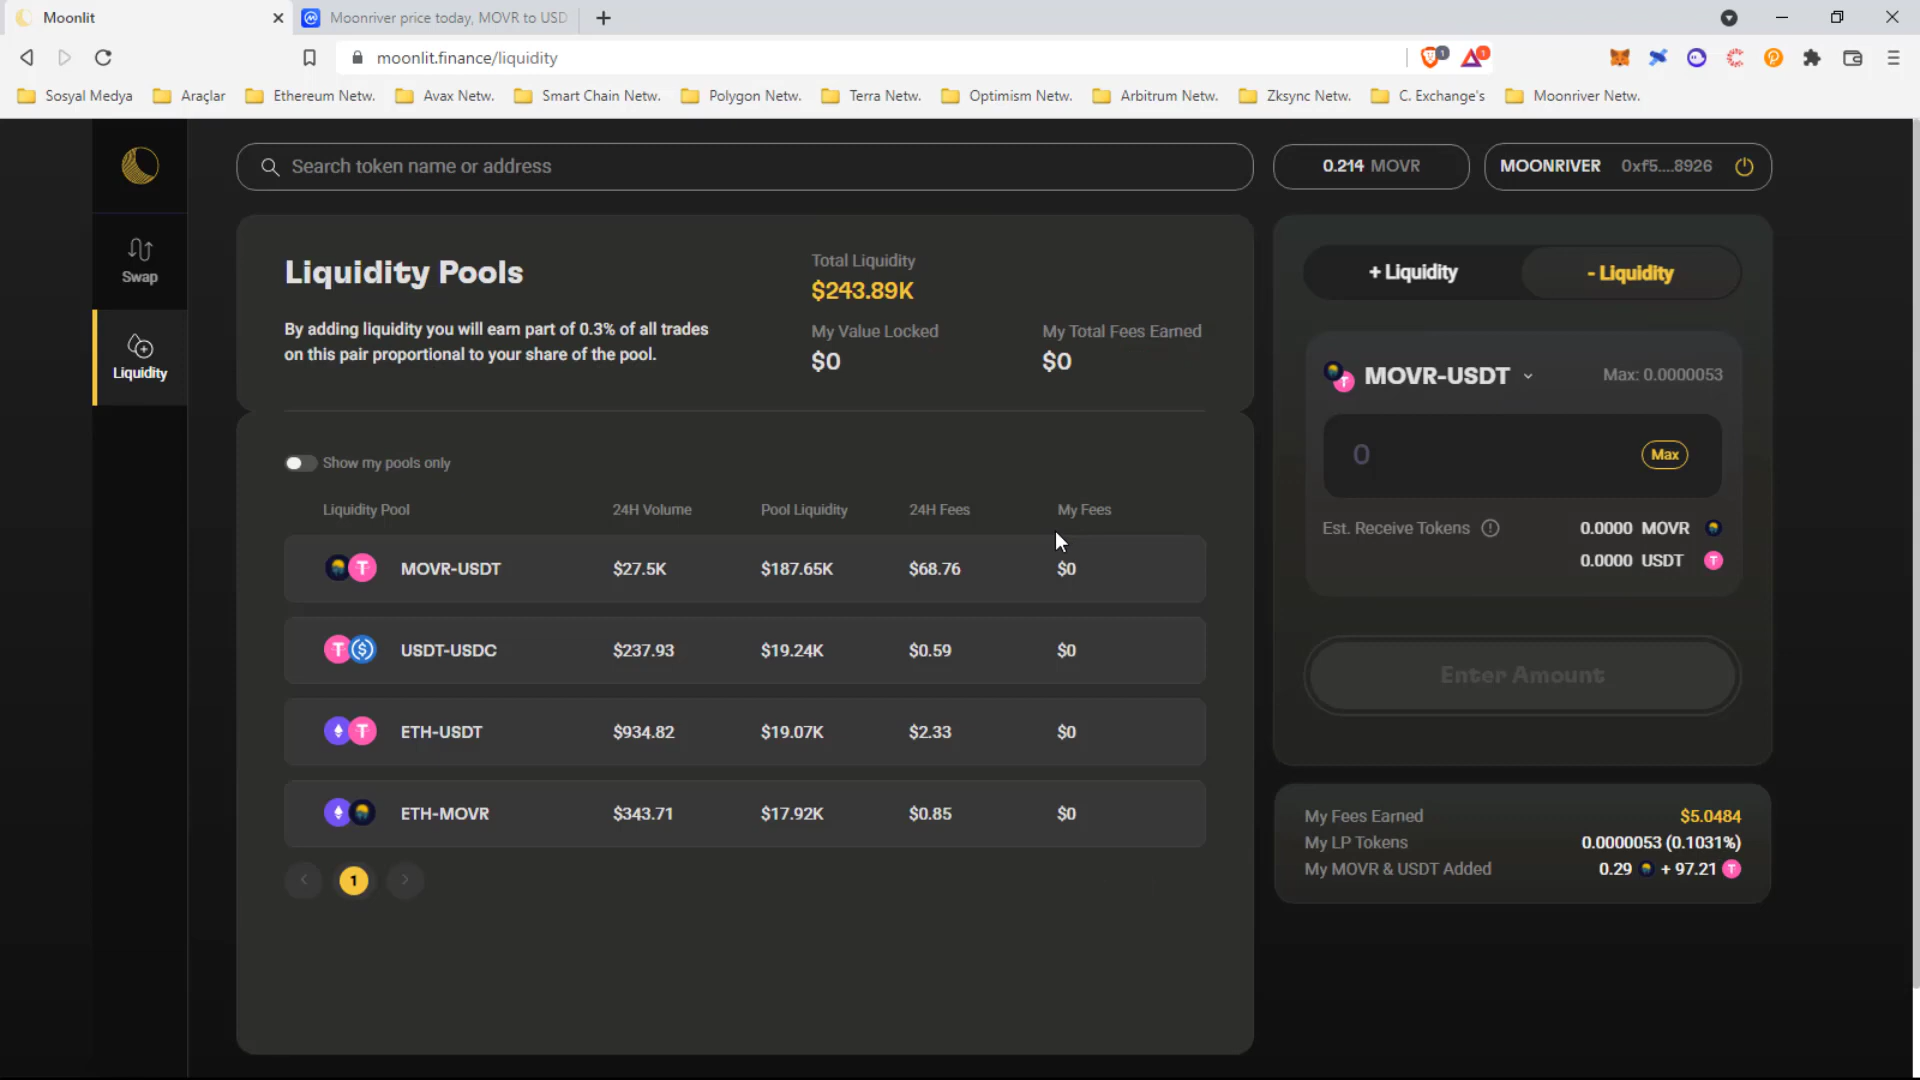 Moonlit
Moonriver price today, MOVR to USD
moonlit.finance/liquidity
1
1
Sosyal Medya
Araçlar
Ethereum Netw.
Avax Netw.
Smart Chain Netw.
Polygon Netw.
Terra Netw.
Optimism Netw.
Arbitrum Netw.
Zksync Netw.
C. Exchange's
Moonriver Netw.
Search token name or address
0.214 MOVR
MOONRIVER 0xf5....8926
Swap
Liquidity
Liquidity Pools
By adding liquidity you will earn part of 0.3% of all trades
on this pair proportional to your share of the pool.
Total Liquidity
$243.89K
My Value Locked
$0
My Total Fees Earned
$0
Show my pools only
Liquidity Pool 24H Volume Pool Liquidity 24H Fees My Fees
MOVR-USDT $27.5K $187.65K $68.76 $0
USDT-USDC $237.93 $19.24K $0.59 $0
ETH-USDT $934.82 $19.07K $2.33 $0
ETH-MOVR $343.71 $17.92K $0.85 $0
1
+ Liquidity
- Liquidity
MOVR-USDT Max: 0.0000053
0 Max
Est. Receive Tokens 0.0000 MOVR
0.0000 USDT
Enter Amount
My Fees Earned $5.0484
My LP Tokens 0.0000053 (0.1031%)
My MOVR & USDT Added 0.29 + 97.21